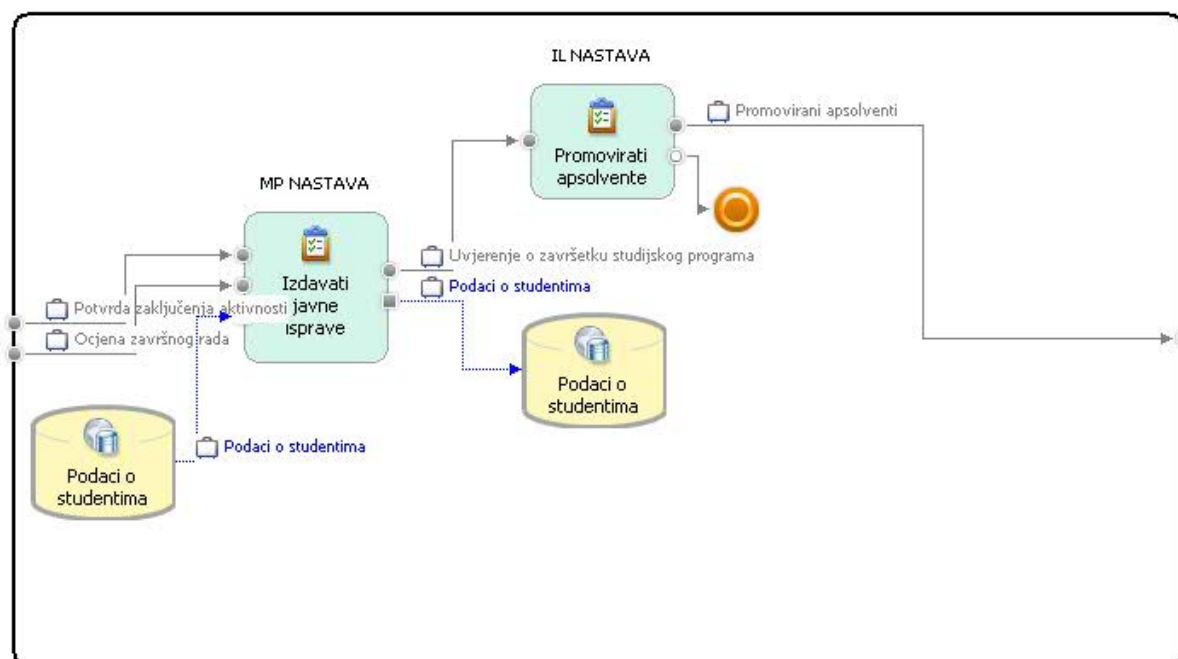 IL NASTAVA
Promovirani apsolventi
Promovirati
apsolvente
MP NASTAVA
Uvjerenje o završetku studijskog programa
Izdavati
javne
isprave
Podaci o studentima
Potvrda zaključenja aktivnosti
Ocjena završnog rada
Podaci o
studentima
Podaci o studentima
Podaci o
studentima